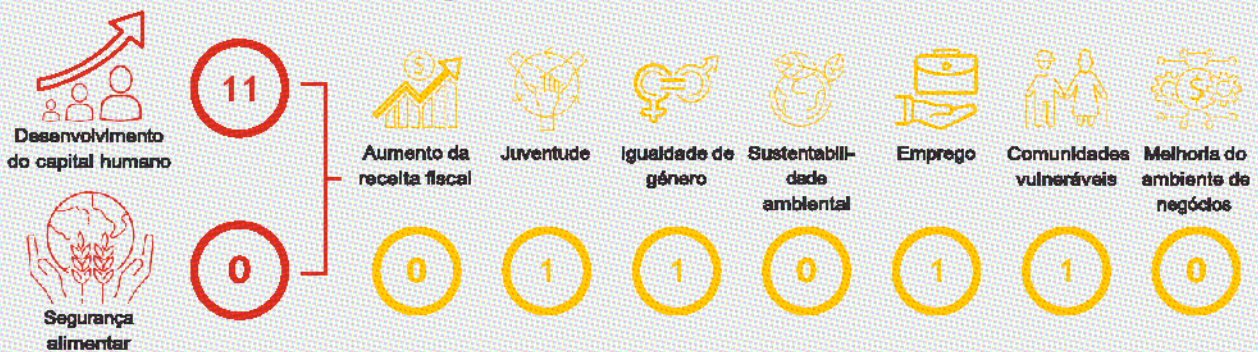 11
Desenvolvimento
do capital humano
0
Segurança
alimentar
Aumento da
receita fiscal
0
Juventude
1
Igualdade de
género
1
Sustentabili-
dade
ambiental
0
Emprego
1
Comunidades
vulneráveis
1
Melhoria do
ambiente de
negócios
0